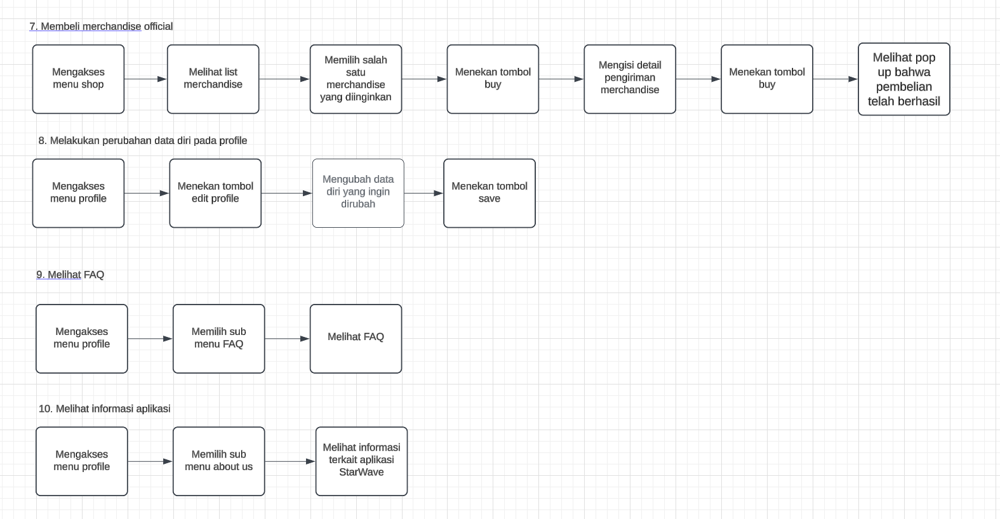 7. Membeli merchandise official
Mengakses
menu shop
Melihat list
merchandise
Memilih salah
satu
merchandise
yang diinginkan
Menekan tombol
buy
Mengisi detail
pengiriman
merchandise
Menekan tombol
buy
Melihat pop
up bahwa
pembelian
telah berhasil
8. Melakukan perubahan data diri pada profile
Mengakses
menu profile
Menekan tombol
edit profile
Mengubah data
diri yang ingin
dirubah
Menekan tombol
save
9. Melihat FAQ
Mengakses
menu profile
Memilih sub
menu FAQ
Melihat FAQ
10. Melihat informasi aplikasi
Mengakses
menu profile
Memilih sub
menu about us
Melihat informasi
terkait aplikasi
StarWave